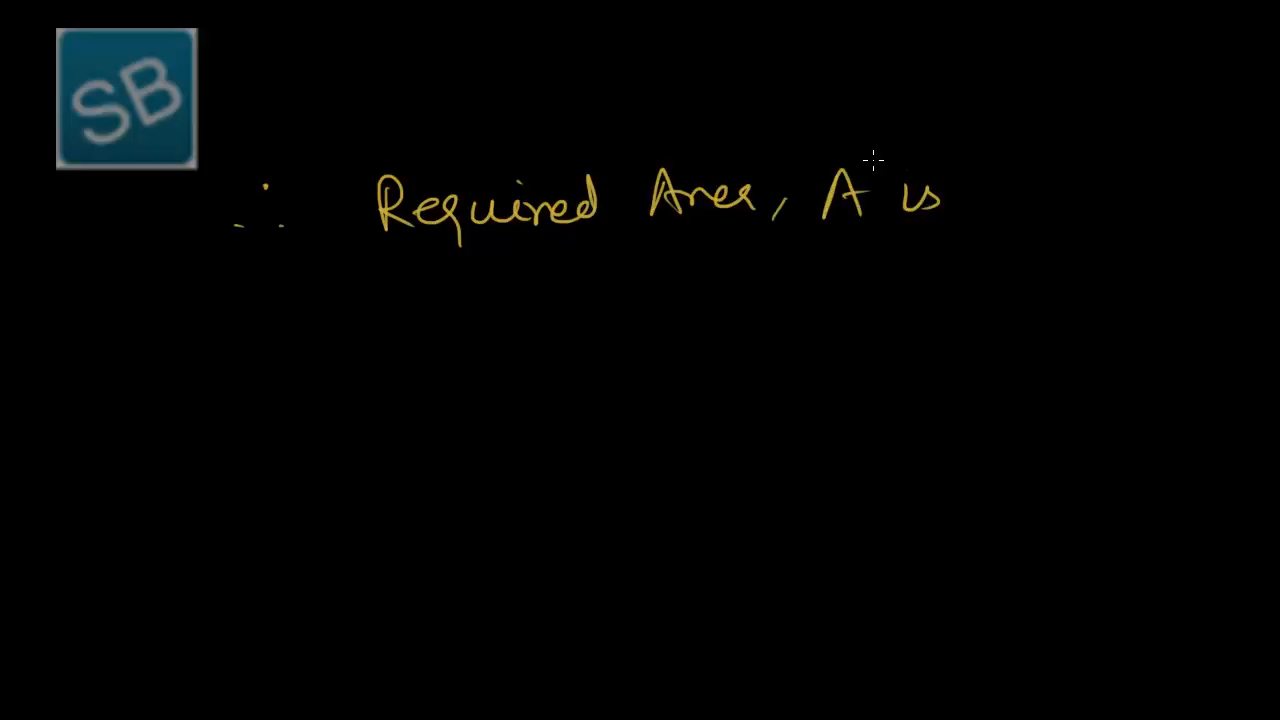 SB
∴ Required Area, A is